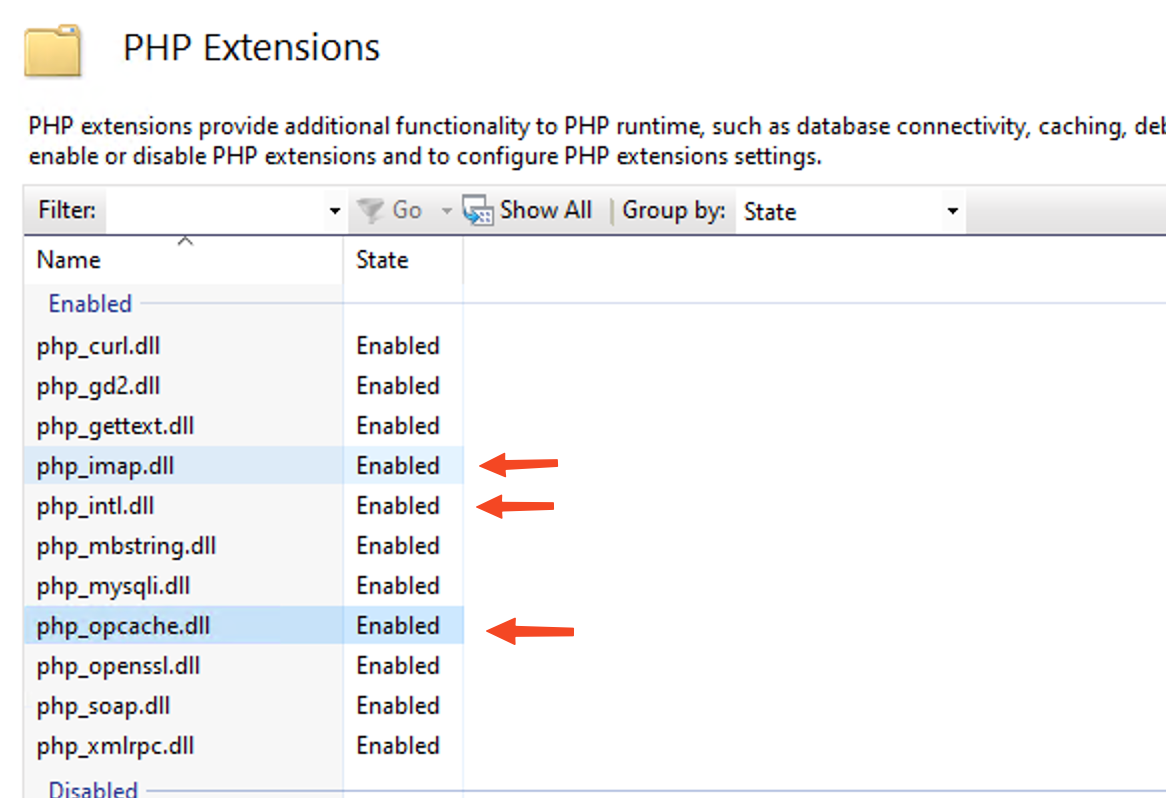 PHP Extensions
PHP extensions provide additional functionality to PHP runtime, such as database connectivity, caching,
enable or disable PHP extensions and to configure PHP extensions settings.
Filter: Go Show All Group by: State
Name State
Enabled
php_curl.dll Enabled
php_gd2.dll Enabled
php_gettext.dll Enabled
php_imap.dll Enabled
php_intl.dll Enabled
php_mbstring.dll Enabled
php_mysqli.dll Enabled
php_opcache.dll Enabled
php_openssl.dll Enabled
php_soap.dll Enabled
php_xmlrpc.dll Enabled
Disabled